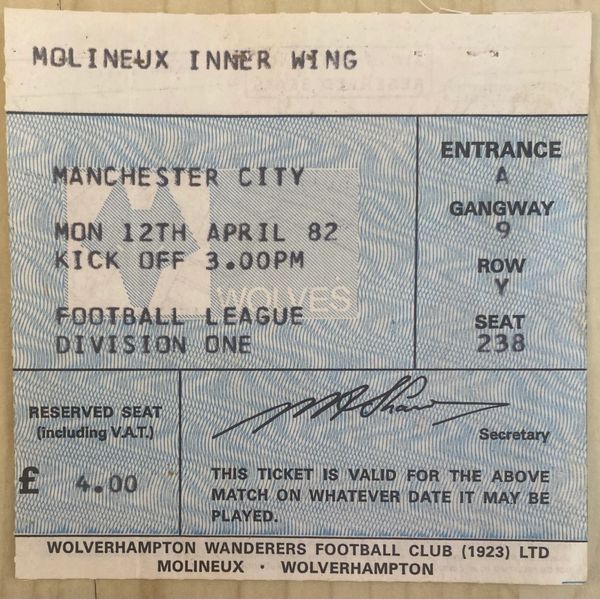 MOLINEUX INNER WING
MANCHESTER CITY
MON 12TH APRIL 82
KICK OFF 3.00PM
WOLVES
FOOTBALL LEAGUE
DIVISION ONE
ENTRANCE
A
GANGWAY
9
ROW
Y
SEAT
238
RESERVED SEAT
(including V.A.T.)
£ 4.00
Secretary
THIS TICKET IS VALID FOR THE ABOVE
MATCH ON WHATEVER DATE IT MAY BE
PLAYED.
WOLVERHAMPTON WANDERERS FOOTBALL CLUB (1923) LTD
MOLINEUX · WOLVERHAMPTON